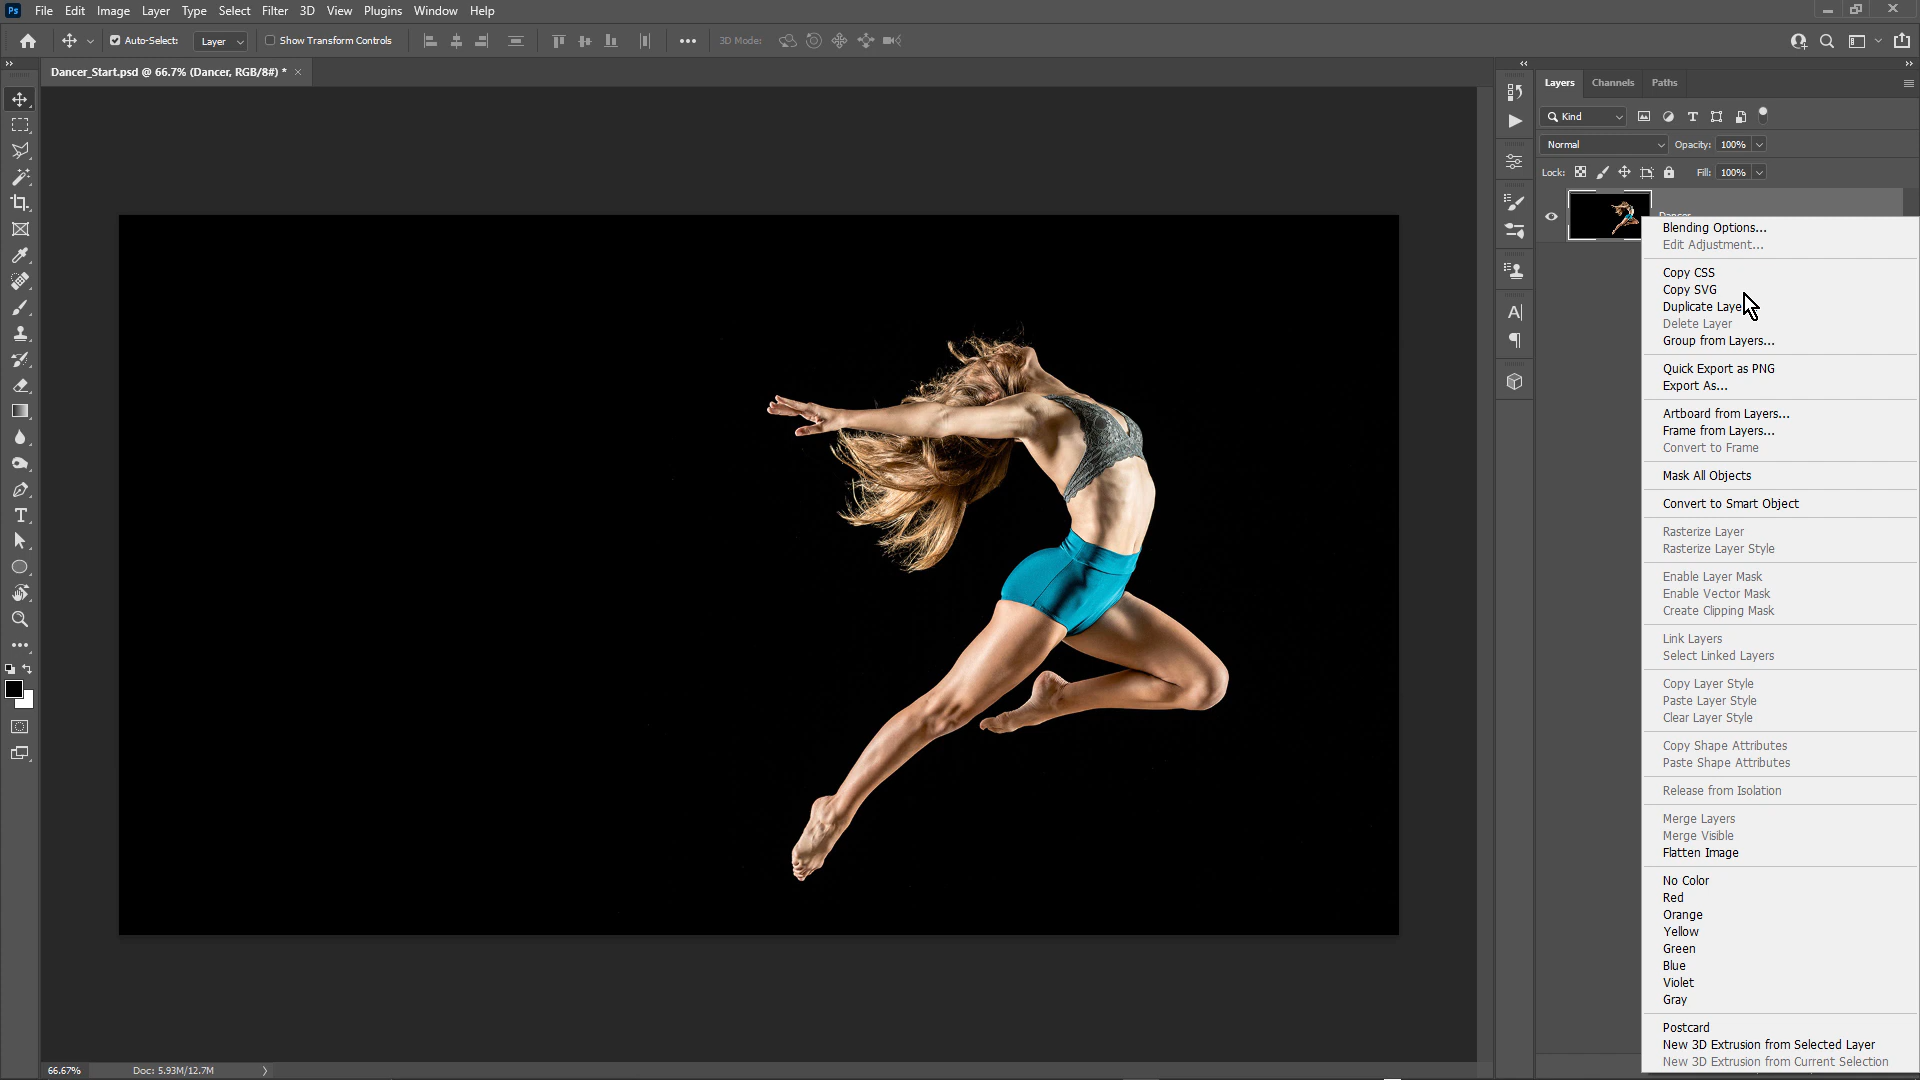 Ps File Edit Image Layer Type Select Filter 3D View Plugins Window Help
Auto-Select: Layer Show Transform Controls 3D Mode:
Dancer_Start.psd @ 66.7% (Dancer, RGB/8#) *
Layers Channels Paths
Kind
Normal Opacity: 100%
Lock: Fill: 100%
Dancer
Blending Options...
Edit Adjustment...
Copy CSS
Copy SVG
Duplicate Laye
Delete Layer
Group from Layers...
Quick Export as PNG
Export As...
Artboard from Layers...
Frame from Layers...
Convert to Frame
Mask All Objects
Convert to Smart Object
Rasterize Layer
Rasterize Layer Style
Enable Layer Mask
Enable Vector Mask
Create Clipping Mask
Link Layers
Select Linked Layers
Copy Layer Style
Paste Layer Style
Clear Layer Style
Copy Shape Attributes
Paste Shape Attributes
Release from Isolation
Merge Layers
Merge Visible
Flatten Image
No Color
Red
Orange
Yellow
Green
Blue
Violet
Gray
Postcard
New 3D Extrusion from Selected Layer
New 3D Extrusion from Current Selection
66.67% Doc: 5.93M/12.7M